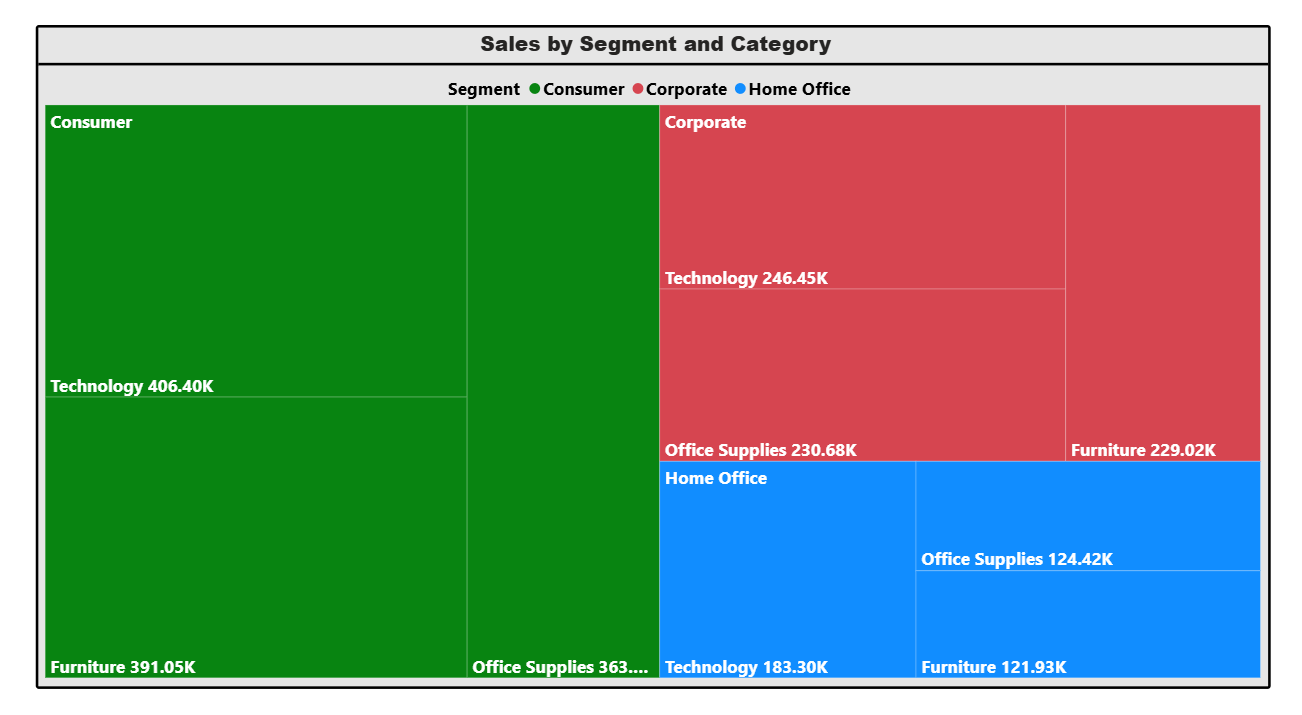 Sales by Segment and Category
Segment Consumer Corporate Home Office
Consumer
Technology 406.40K
Furniture 391.05K
Office Supplies 363....
Corporate
Technology 246.45K
Office Supplies 230.68K
Furniture 229.02K
Home Office
Technology 183.30K
Office Supplies 124.42K
Furniture 121.93K